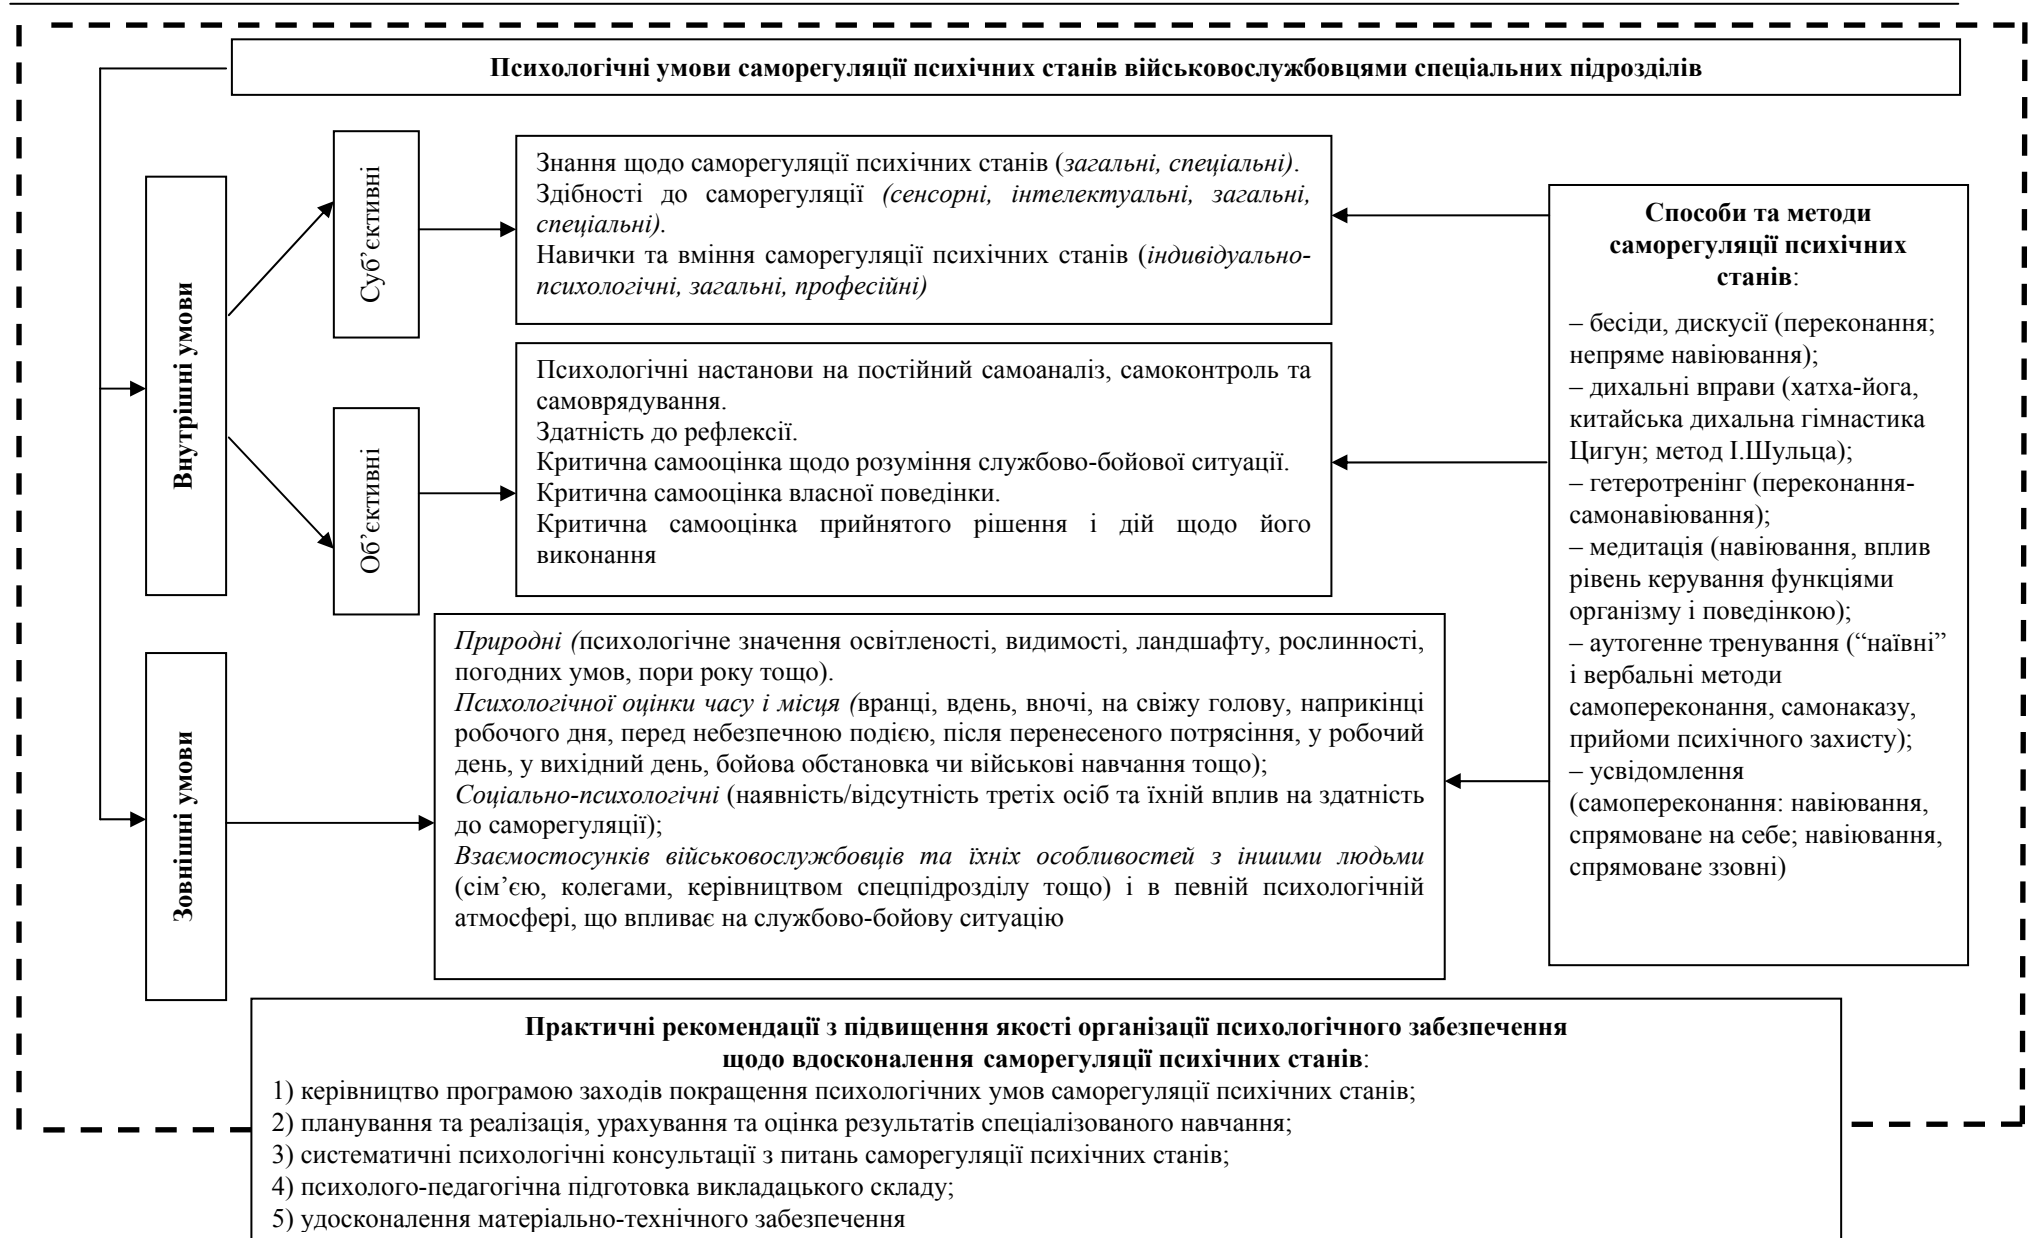 Психологічні умови саморегуляції психічних станів військовослужбовцями спеціальних підрозділів
Внутрішні умови
Суб’єктивні
Знання щодо саморегуляції психічних станів (загальні, спеціальні).
Здібності до саморегуляції (сенсорні, інтелектуальні, загальні,
спеціальні).
Навички та вміння саморегуляції психічних станів (індивідуально-
психологічні, загальні, професійні)
Об’єктивні
Психологічні настанови на постійний самоаналіз, самоконтроль та
самоврядування.
Здатність до рефлексії.
Критична самооцінка щодо розуміння службово-бойової ситуації.
Критична самооцінка власної поведінки.
Критична самооцінка прийнятого рішення і дій щодо його
виконання
Зовнішні умови
Природні (психологічне значення освітленості, видимості, ландшафту, рослинності,
погодних умов, пори року тощо).
Психологічної оцінки часу і місця (вранці, вдень, вночі, на свіжу голову, наприкінці
робочого дня, перед небезпечною подією, після перенесеного потрясіння, у робочий
день, у вихідний день, бойова обстановка чи військові навчання тощо);
Соціально-психологічні (наявність/відсутність третіх осіб та їхній вплив на здатність
до саморегуляції);
Взаємостосунків військовослужбовців та їхніх особливостей з іншими людьми
(сім’єю, колегами, керівництвом спецпідрозділу тощо) і в певній психологічній
атмосфері, що впливає на службово-бойову ситуацію
Способи та методи
саморегуляції психічних
станів:
– бесіди, дискусії (переконання;
непряме навіювання);
– дихальні вправи (хатха-йога,
китайська дихальна гімнастика
Цигун; метод І.Шульца);
– гетеротренінг (переконання-
самонавіювання);
– медитація (навіювання, вплив
рівень керування функціями
організму і поведінкою);
– аутогенне тренування (“наївні”
і вербальні методи
самопереконання, самонаказу,
прийоми психічного захисту);
– усвідомлення
(самопереконання: навіювання,
спрямоване на себе; навіювання,
спрямоване ззовні)
Практичні рекомендації з підвищення якості організації психологічного забезпечення
щодо вдосконалення саморегуляції психічних станів:
1) керівництво програмою заходів покращення психологічних умов саморегуляції психічних станів;
2) планування та реалізація, урахування та оцінка результатів спеціалізованого навчання;
3) систематичні психологічні консультації з питань саморегуляції психічних станів;
4) психолого-педагогічна підготовка викладацького складу;
5) удосконалення матеріально-технічного забезпечення